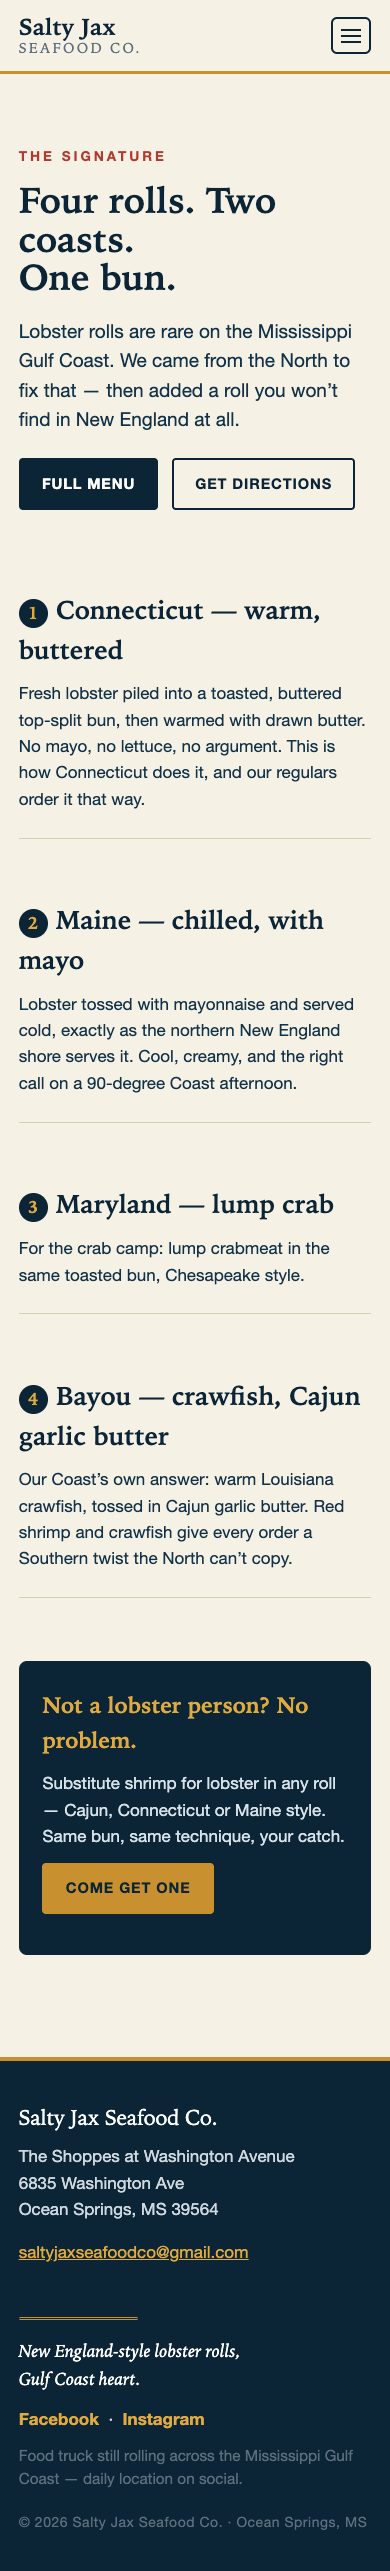 Salty Jax
SEAFOOD CO.
THE SIGNATURE
Four rolls. Two
coasts.
One bun.
Lobster rolls are rare on the Mississippi
Gulf Coast. We came from the North to
fix that — then added a roll you won’t
find in New England at all.
FULL MENU
GET DIRECTIONS
1 Connecticut — warm,
buttered
Fresh lobster piled into a toasted, buttered
top-split bun, then warmed with drawn butter.
No mayo, no lettuce, no argument. This is
how Connecticut does it, and our regulars
order it that way.
2 Maine — chilled, with
mayo
Lobster tossed with mayonnaise and served
cold, exactly as the northern New England
shore serves it. Cool, creamy, and the right
call on a 90-degree Coast afternoon.
3 Maryland — lump crab
For the crab camp: lump crabmeat in the
same toasted bun, Chesapeake style.
4 Bayou — crawfish, Cajun
garlic butter
Our Coast’s own answer: warm Louisiana
crawfish, tossed in Cajun garlic butter. Red
shrimp and crawfish give every order a
Southern twist the North can’t copy.
Not a lobster person? No
problem.
Substitute shrimp for lobster in any roll
— Cajun, Connecticut or Maine style.
Same bun, same technique, your catch.
COME GET ONE
Salty Jax Seafood Co.
The Shoppes at Washington Avenue
6835 Washington Ave
Ocean Springs, MS 39564
saltyjaxseafoodco@gmail.com
New England-style lobster rolls,
Gulf Coast heart.
Facebook · Instagram
Food truck still rolling across the Mississippi Gulf
Coast — daily location on social.
© 2026 Salty Jax Seafood Co. · Ocean Springs, MS